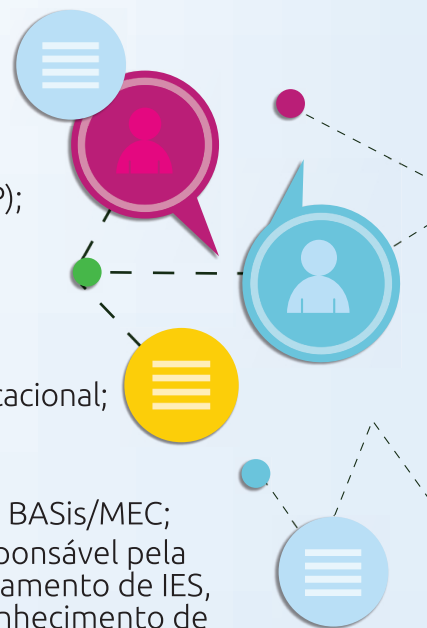 );
tacional;
BASis/MEC;
ponsável pela
amento de IES,
nhecimento de